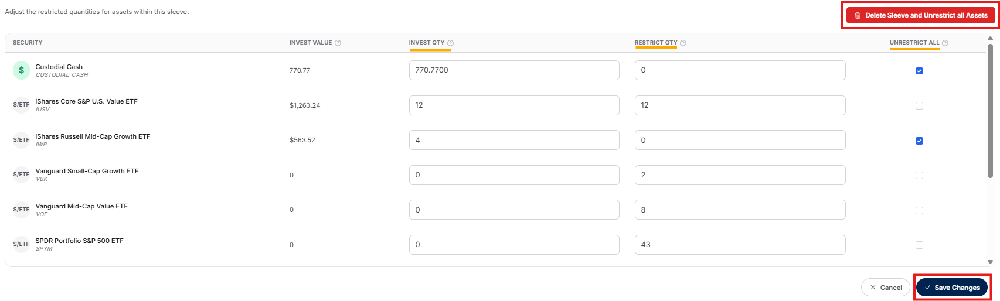 Adjust the restricted quantities for assets within this sleeve.
Delete Sleeve and Unrestrict all Assets
SECURITY INVEST VALUE ? INVEST QTY ? RESTRICT QTY ? UNRESTRICT ALL ?
$ Custodial Cash 770.77 770.7700 0
CUSTODIAL_CASH
S/ETF iShares Core S&P U.S. Value ETF $1,263.24 12 12
IUSV
S/ETF iShares Russell Mid-Cap Growth ETF $563.52 4 0
IWP
S/ETF Vanguard Small-Cap Growth ETF 0 0 2
VBK
S/ETF Vanguard Mid-Cap Value ETF 0 0 8
VOE
S/ETF SPDR Portfolio S&P 500 ETF 0 0 43
SPYM
Cancel Save Changes